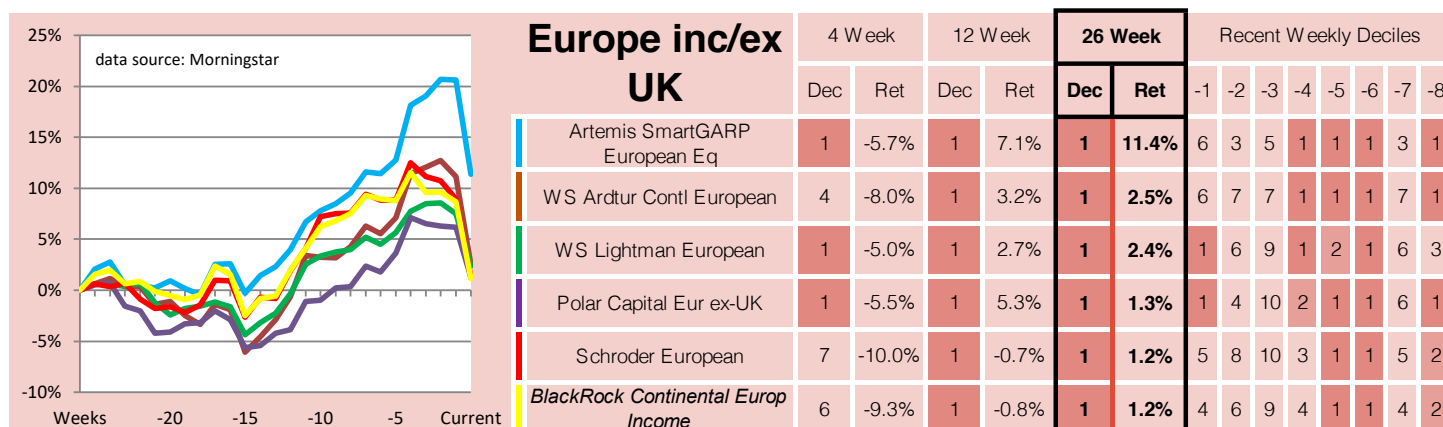 25%
20%
15%
10%
5%
0%
-5%
-10%
data source: Morningstar
Weeks -20 -15 -10 -5 Current
Europe inc/ex UK
4 Week 12 Week 26 Week Recent Weekly Deciles
Dec Ret Dec Ret Dec Ret -1 -2 -3 -4 -5 -6 -7 -8
Artemis SmartGARP European Eq 1 -5.7% 1 7.1% 1 11.4% 6 3 5 1 1 1 3 1
WS Ardtur Contl European 4 -8.0% 1 3.2% 1 2.5% 6 7 7 1 1 1 7 1
WS Lightman European 1 -5.0% 1 2.7% 1 2.4% 1 6 9 1 2 1 6 3
Polar Capital Eur ex-UK 1 -5.5% 1 5.3% 1 1.3% 1 4 10 2 1 1 6 1
Schroder European 7 -10.0% 1 -0.7% 1 1.2% 5 8 10 3 1 1 5 2
BlackRock Continental Europ Income 6 -9.3% 1 -0.8% 1 1.2% 4 6 9 4 1 1 4 2